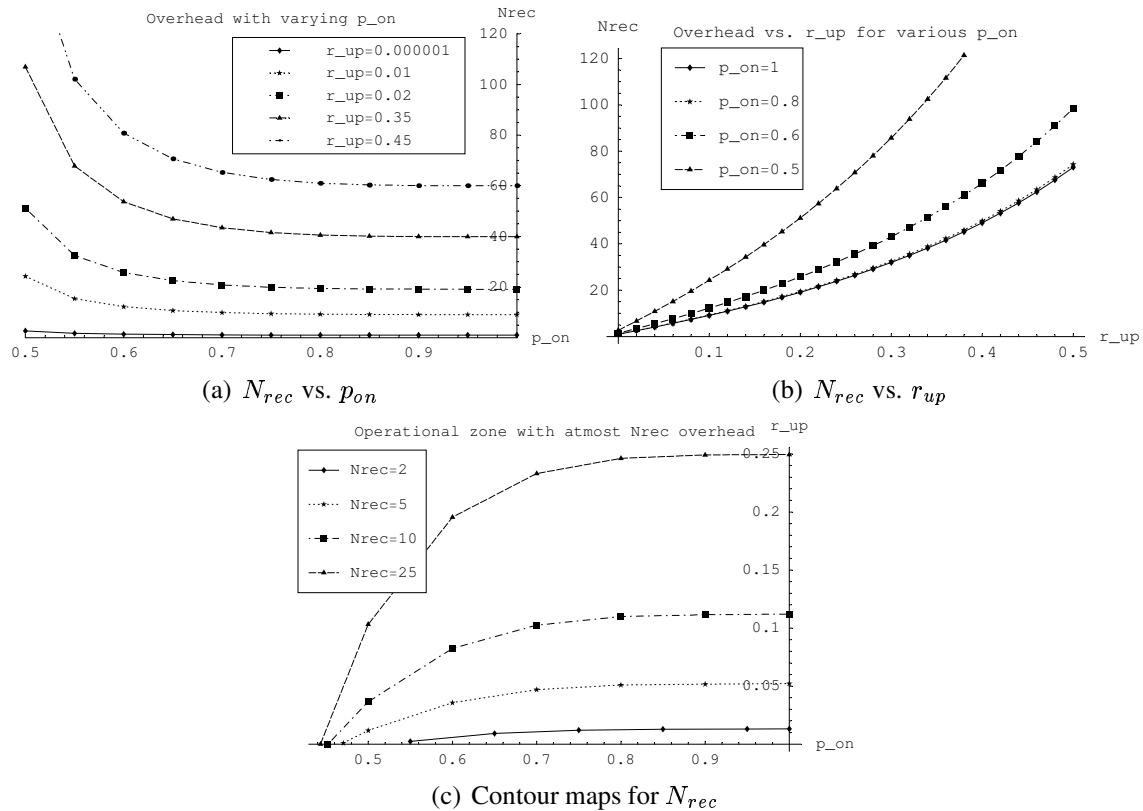 Overhead with varying p_on
Nrec
r_up=0.000001
r_up=0.01
r_up=0.02
r_up=0.35
r_up=0.45
120
100
80
60
40
20
0.5 0.6 0.7 0.8 0.9
p_on
(a) Nrec vs. pon
Nrec
Overhead vs. r_up for various p_on
p_on=1
p_on=0.8
p_on=0.6
p_on=0.5
120
100
80
60
40
20
0.1 0.2 0.3 0.4 0.5
r_up
(b) Nrec vs. rup
Operational zone with atmost Nrec overhead
r_up
Nrec=2
Nrec=5
Nrec=10
Nrec=25
0.25
0.2
0.15
0.1
0.05
0.5 0.6 0.7 0.8 0.9
p_on
(c) Contour maps for Nrec